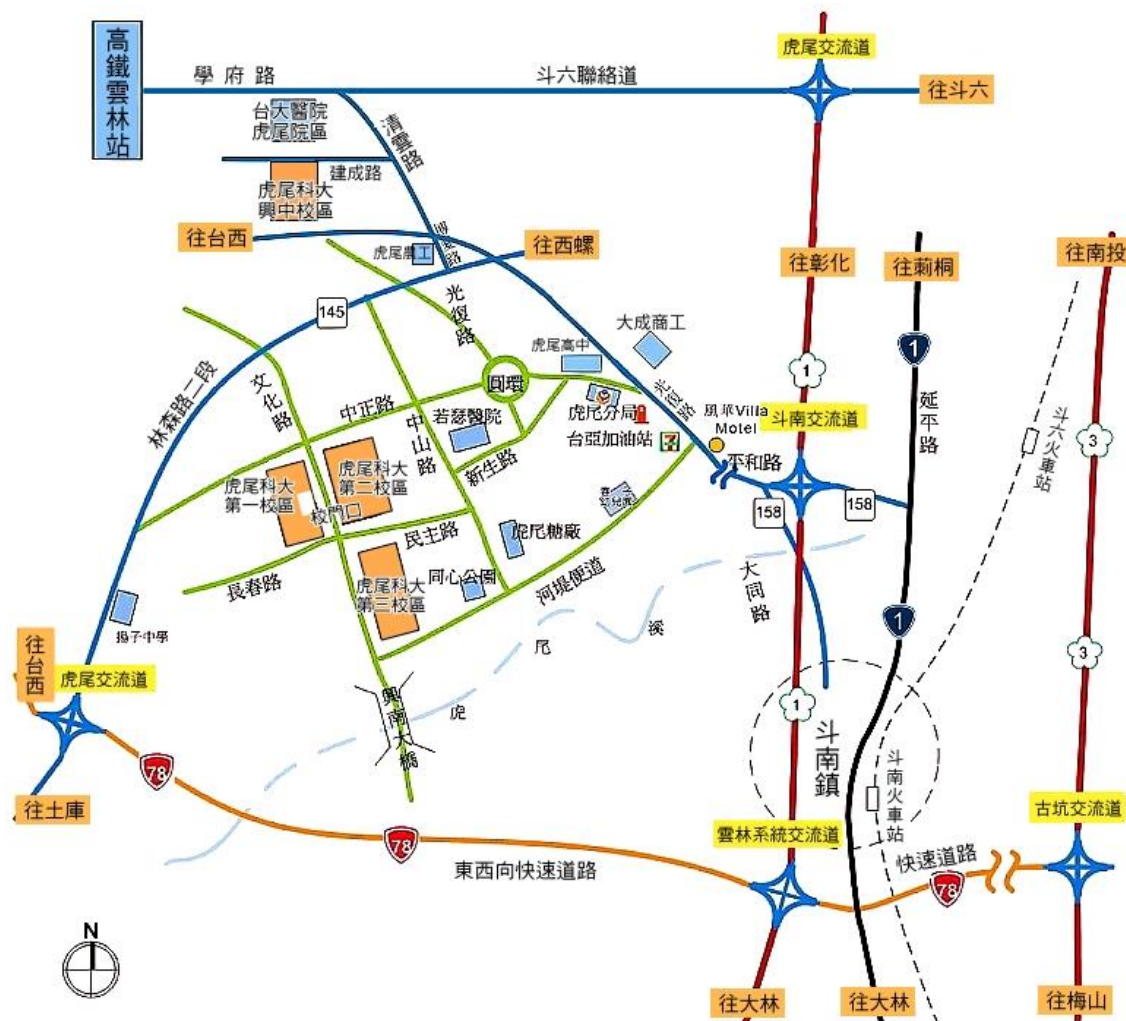 高鐵雲林站
學府路
斗六聯絡道
虎尾交流道
往斗六
台大醫院
虎尾院區
清雲路
建成路
虎尾科大
興中校區
往台西
虎尾農工
往西螺
往彰化
往莿桐
往南投
145
光復路
大成商工
1
1
虎尾高中
林森路二段
文化路
中正路
圓環
中山路
若瑟醫院
虎尾分局
台亞加油站
7
光復路
風華Villa
Motel
斗南交流道
延平路
斗六火車站
3
新生路
平和路
158
158
虎尾科大
第一校區
校門口
虎尾科大
第二校區
民主路
虎尾糖廠
長春路
虎尾科大
第三校區
同心公園
河堤便道
大同路
1
揚子中學
虎尾溪
往台西
虎尾交流道
興南大橋
3
1
斗南鎮
斗南火車站
78
往土庫
78
東西向快速道路
雲林系統交流道
快速道路
78
古坑交流道
N
往大林
往大林
往梅山